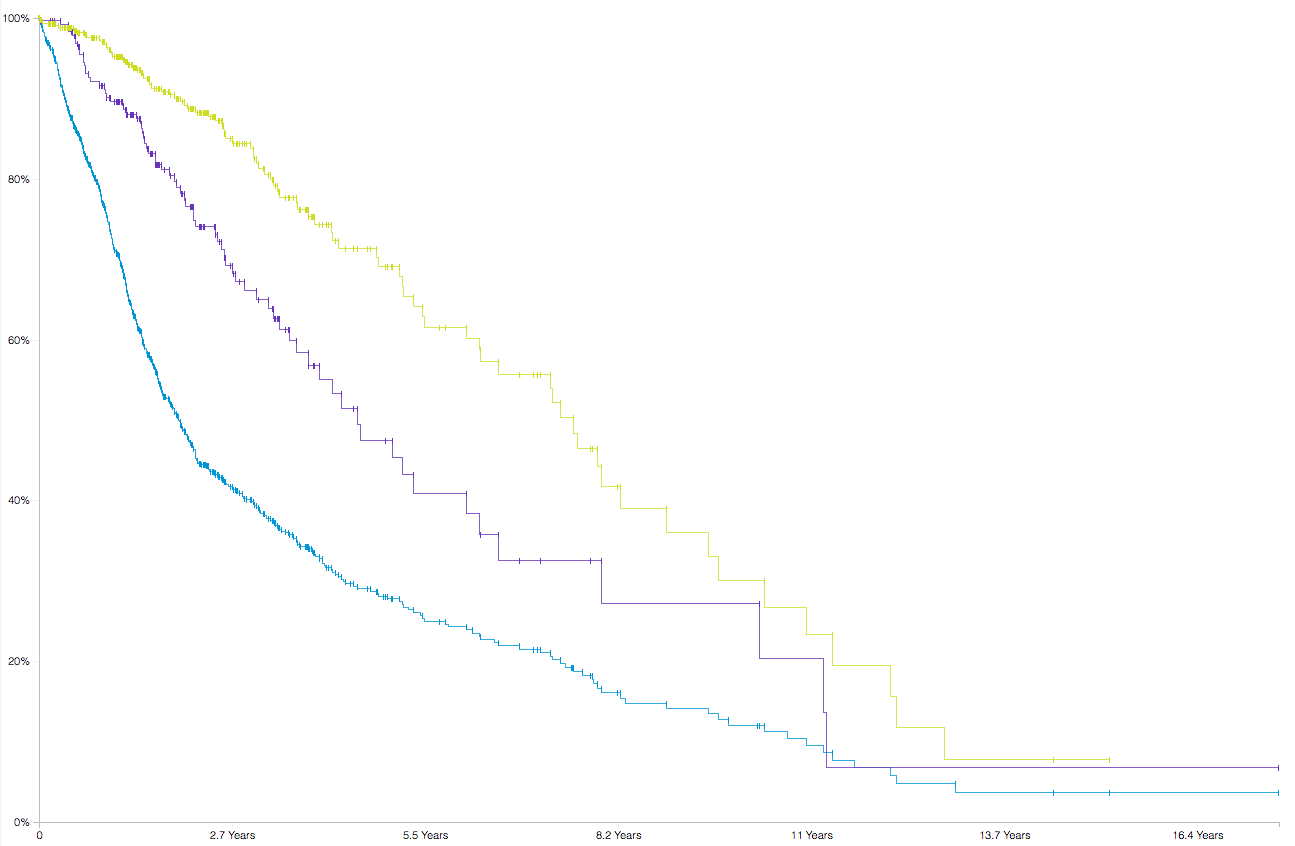 100%
80%
60%
40%
20%
0%
0
2.7 Years
5.5 Years
8.2 Years
11 Years
13.7 Years
16.4 Years